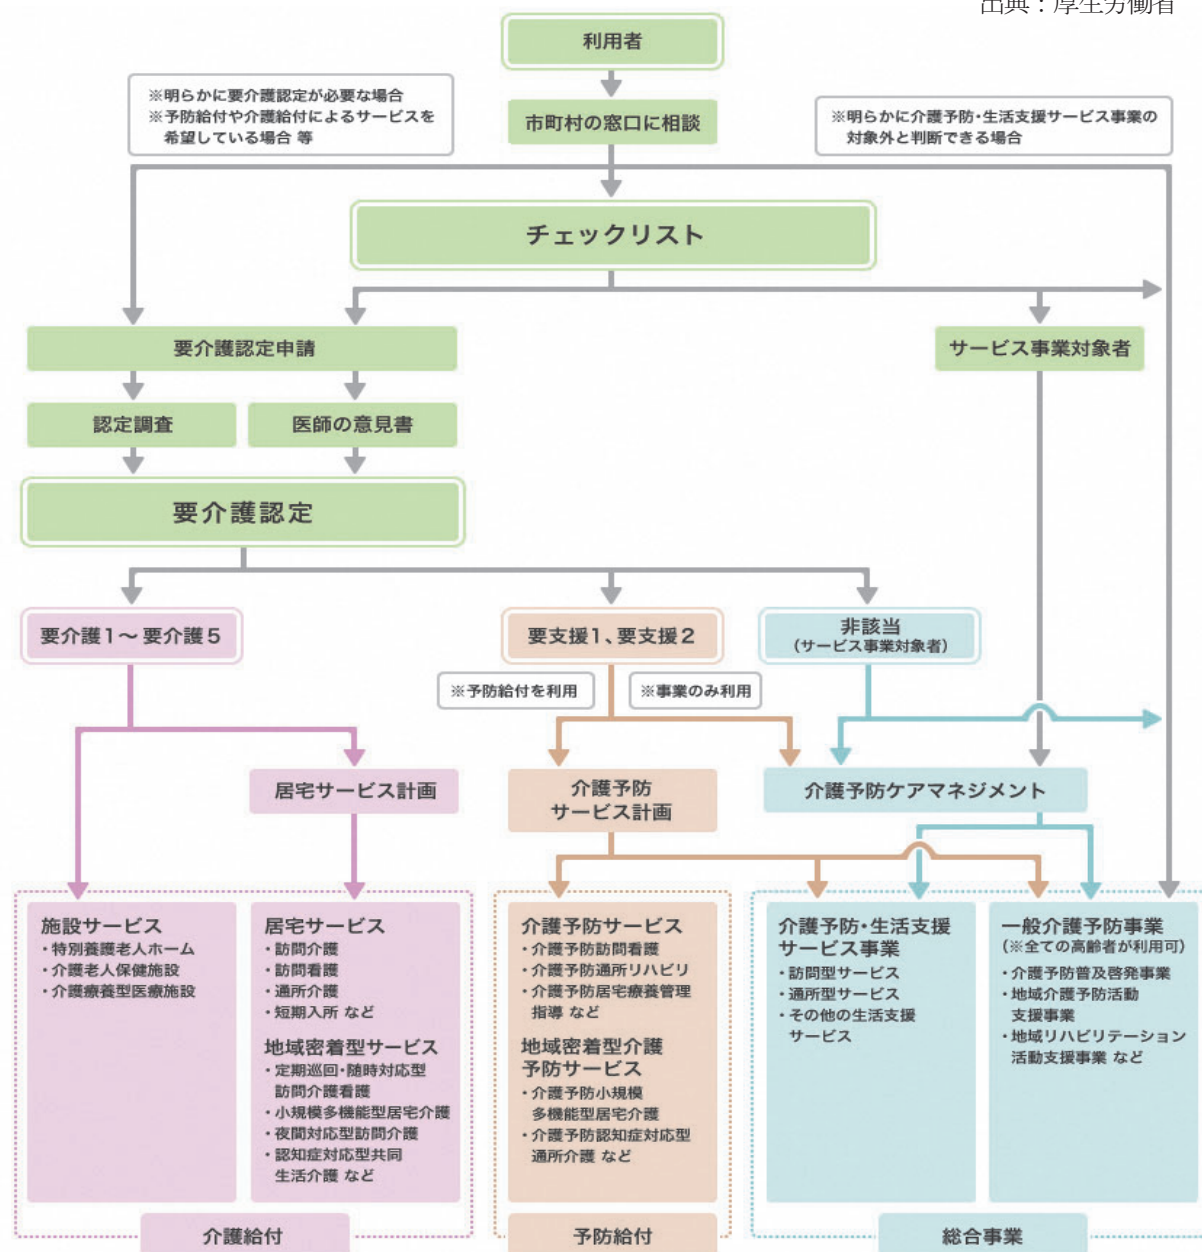 出典：厚生労働省
利用者
※明らかに要介護認定が必要な場合
※予防給付や介護給付によるサービスを
希望している場合 等
市町村の窓口に相談
※明らかに介護予防・生活支援サービス事業の
対象外と判断できる場合
チェックリスト
要介護認定申請
サービス事業対象者
認定調査
医師の意見書
要介護認定
要介護1〜要介護5
要支援1、要支援2
非該当
（サービス事業対象者）
※予防給付を利用
※事業のみ利用
居宅サービス計画
介護予防
サービス計画
介護予防ケアマネジメント
施設サービス
・特別養護老人ホーム
・介護老人保健施設
・介護療養型医療施設
居宅サービス
・訪問介護
・訪問看護
・通所介護
・短期入所 など
地域密着型サービス
・定期巡回・随時対応型
訪問介護看護
・小規模多機能型居宅介護
・夜間対応型訪問介護
・認知症対応型共同
生活介護 など
介護予防サービス
・介護予防訪問看護
・介護予防通所リハビリ
・介護予防居宅療養管理
指導 など
地域密着型介護
予防サービス
・介護予防小規模
多機能型居宅介護
・介護予防認知症対応型
通所介護 など
介護予防・生活支援
サービス事業
・訪問型サービス
・通所型サービス
・その他の生活支援
サービス
一般介護予防事業
（※全ての高齢者が利用可）
・介護予防普及啓発事業
・地域介護予防活動
支援事業
・地域リハビリテーション
活動支援事業 など
介護給付
予防給付
総合事業